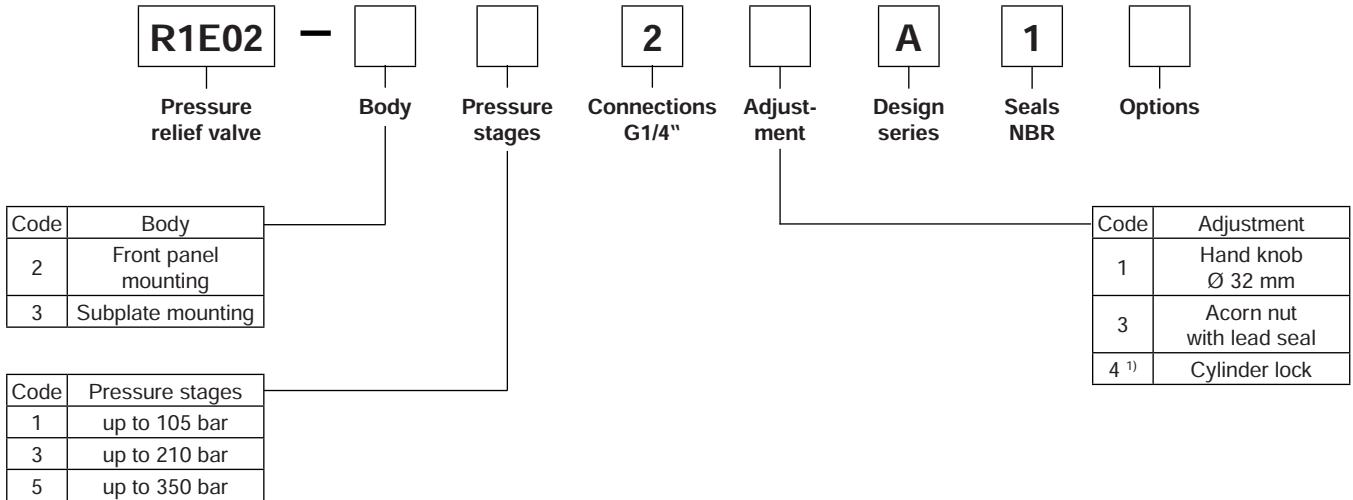 R1E02 – 2 A 1
Pressure relief valve
Body
Pressure stages
Connections G1/4“
Adjust-
ment
Design series
Seals NBR
Options
Code Body
2 Front panel mounting
3 Subplate mounting
Code Pressure stages
1 up to 105 bar
3 up to 210 bar
5 up to 350 bar
Code Adjustment
1 Hand knob Ø 32 mm
3 Acorn nut with lead seal
4 ¹⁾ Cylinder lock